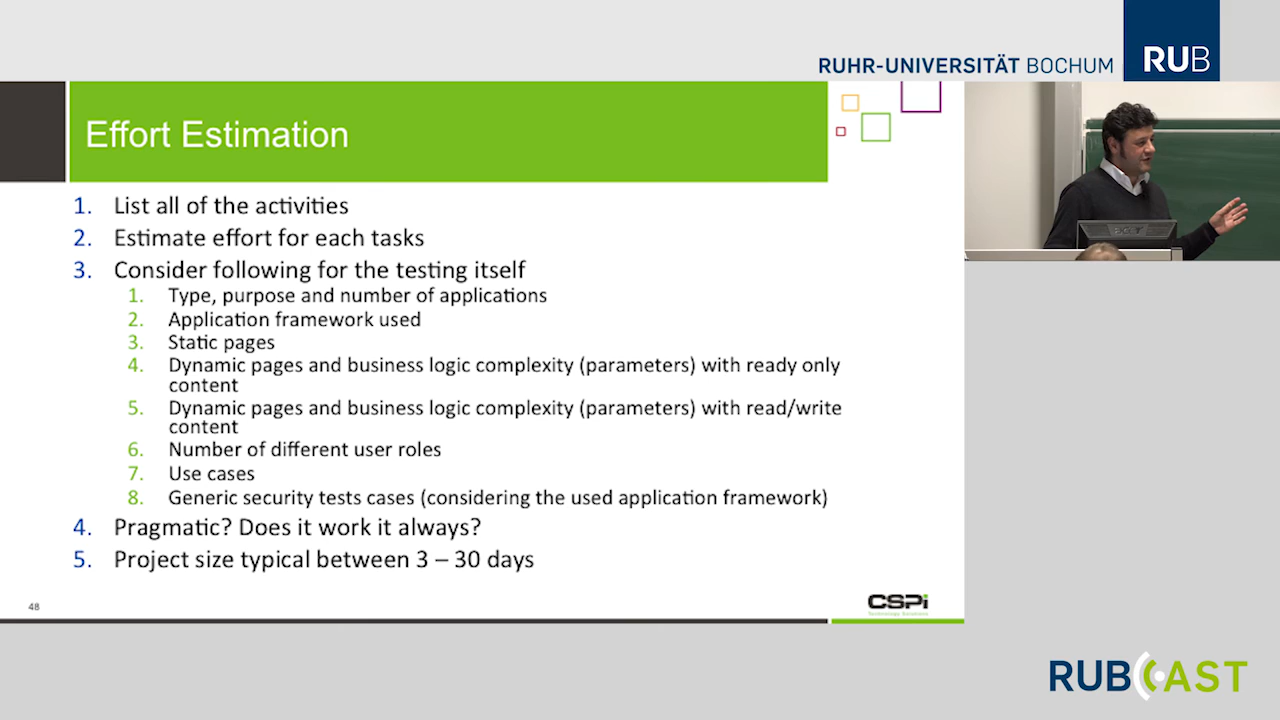 RUHR-UNIVERSITÄT BOCHUM
RUB
Effort Estimation
1. List all of the activities
2. Estimate effort for each tasks
3. Consider following for the testing itself
1. Type, purpose and number of applications
2. Application framework used
3. Static pages
4. Dynamic pages and business logic complexity (parameters) with ready only
content
5. Dynamic pages and business logic complexity (parameters) with read/write
content
6. Number of different user roles
7. Use cases
8. Generic security tests cases (considering the used application framework)
4. Pragmatic? Does it work it always?
5. Project size typical between 3 – 30 days
48
CSPi
RUBCAST